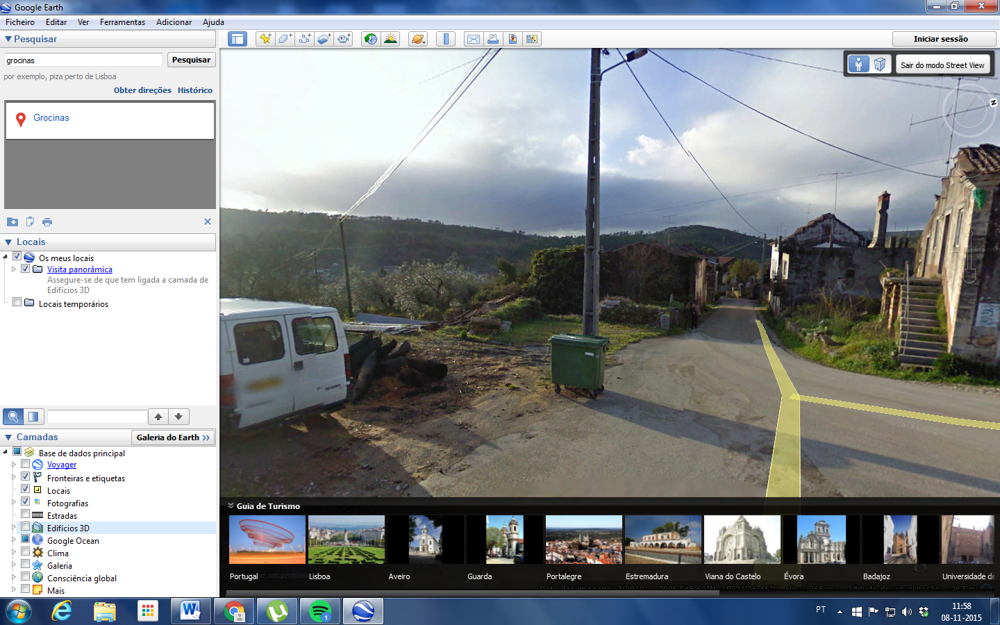 Google Earth
Ficheiro Editar Ver Ferramentas Adicionar Ajuda
Pesquisar
Iniciar sessão
grocinas
Pesquisar
Sair do modo Street View
por exemplo, piza perto de Lisboa
Obter direções Histórico
N
Grocinas
Locais
Os meus locais
Visita panorâmica
Assegure-se de que tem ligada a camada de
Edifícios 3D
Locais temporários
Camadas
Galeria do Earth
Base de dados principal
Voyager
Fronteiras e etiquetas
Locais
Fotografias
Estradas
Edifícios 3D
Google Ocean
Clima
Galeria
Consciência global
Mais
Guia de Turismo
Portugal
Lisboa
Aveiro
Guarda
Portalegre
Estremadura
Viana do Castelo
Évora
Badajoz
Universidade de
W
1
PT
11:58
08-11-2015